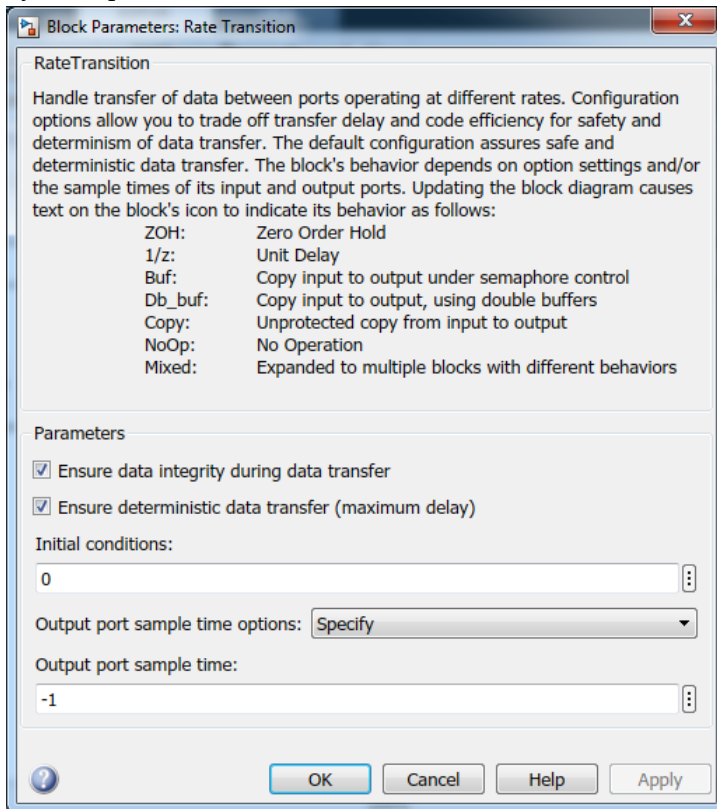 Block Parameters: Rate Transition
RateTransition
Handle transfer of data between ports operating at different rates. Configuration
options allow you to trade off transfer delay and code efficiency for safety and
determinism of data transfer. The default configuration assures safe and
deterministic data transfer. The block's behavior depends on option settings and/or
the sample times of its input and output ports. Updating the block diagram causes
text on the block's icon to indicate its behavior as follows:
ZOH: Zero Order Hold
1/z: Unit Delay
Buf: Copy input to output under semaphore control
Db_buf: Copy input to output, using double buffers
Copy: Unprotected copy from input to output
NoOp: No Operation
Mixed: Expanded to multiple blocks with different behaviors
Parameters
Ensure data integrity during data transfer
Ensure deterministic data transfer (maximum delay)
Initial conditions:
0
Output port sample time options: Specify
Output port sample time:
-1
OK Cancel Help Apply